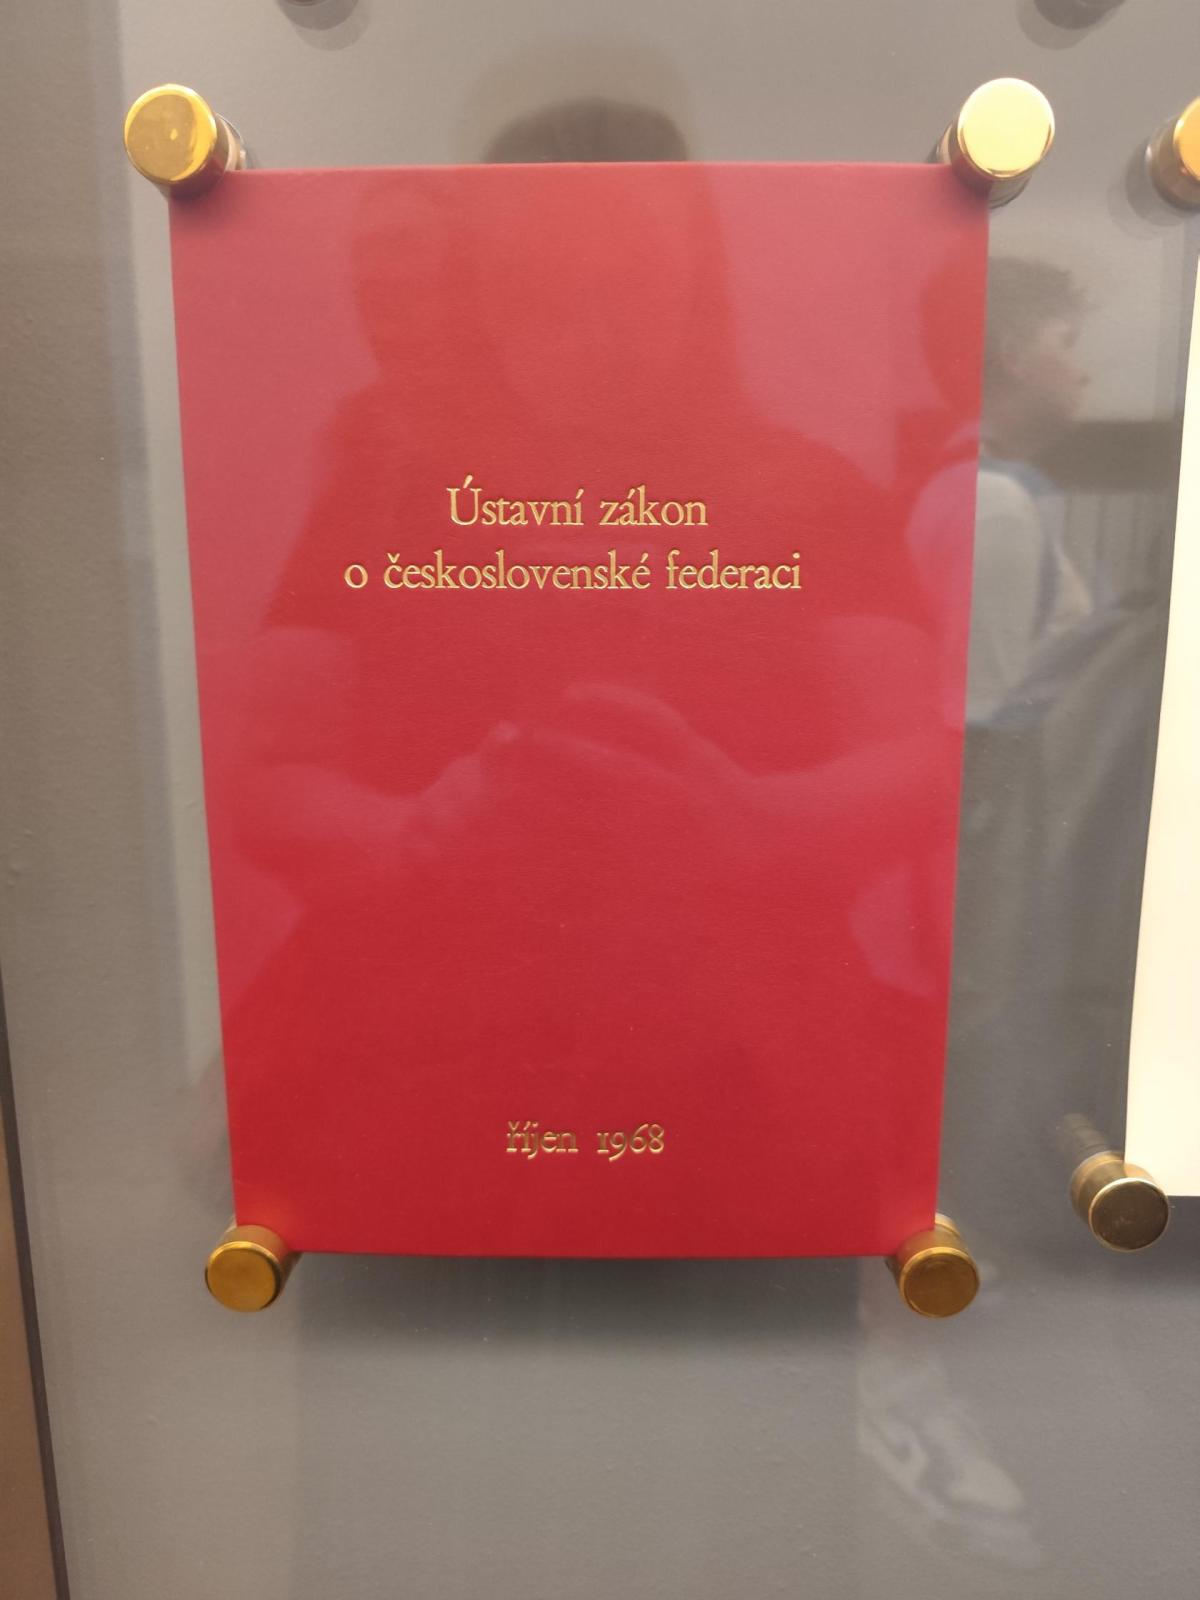 Ústavní zákon
o československé federaci
říjen 1968